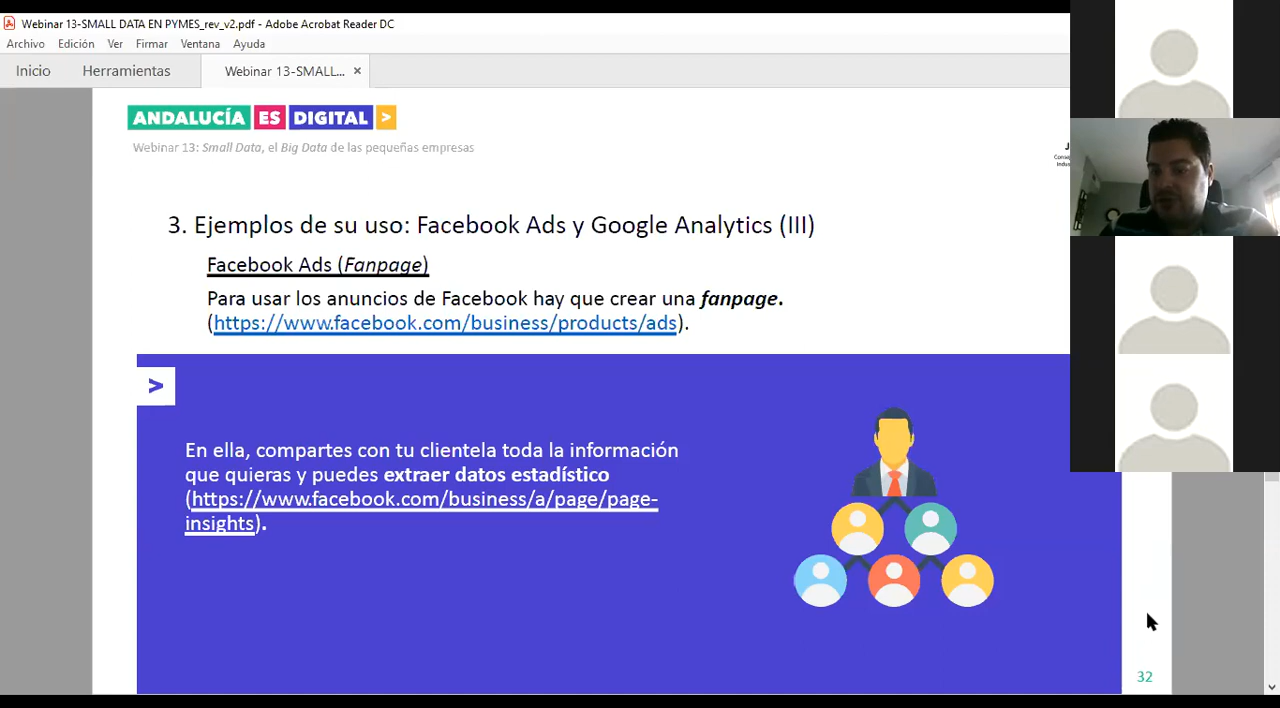 Webinar 13-SMALL DATA EN PYMES_rev_v2.pdf - Adobe Acrobat Reader DC
Archivo Edición Ver Firmar Ventana Ayuda
Inicio Herramientas Webinar 13-SMALL... ×
ANDALUCÍA ES DIGITAL >
Webinar 13: Small Data, el Big Data de las pequeñas empresas
3. Ejemplos de su uso: Facebook Ads y Google Analytics (III)
Facebook Ads (Fanpage)
Para usar los anuncios de Facebook hay que crear una fanpage.
(https://www.facebook.com/business/products/ads).
>
En ella, compartes con tu clientela toda la información
que quieras y puedes extraer datos estadístico
(https://www.facebook.com/business/a/page/page-
insights).
32